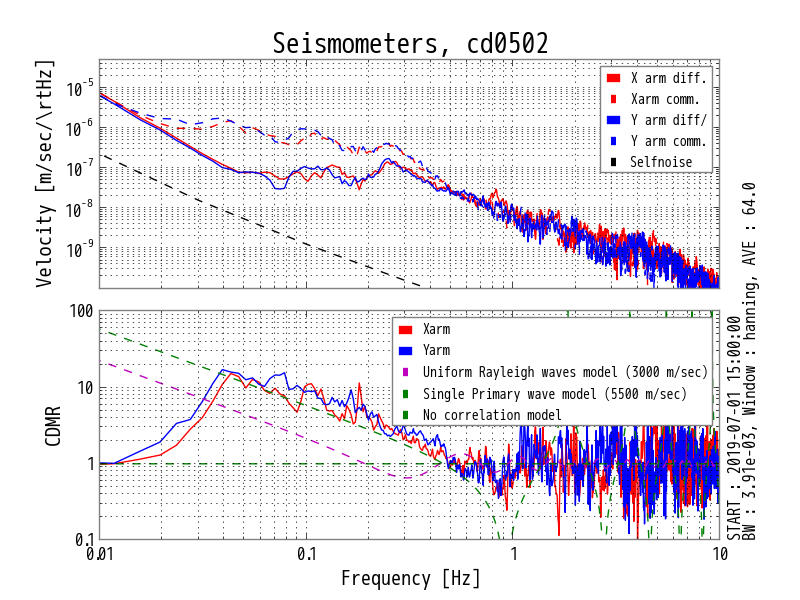 Seismometers, cd0502
Velocity [m/sec/\rtHz]
10^-5
10^-6
10^-7
10^-8
10^-9
X arm diff.
Xarm comm.
Y arm diff/
Y arm comm.
Selfnoise
CDMR
100
10
1
0.1
Xarm
Yarm
Uniform Rayleigh waves model (3000 m/sec)
Single Primary wave model (5500 m/sec)
No correlation model
0.01
0.1
1
10
Frequency [Hz]
START : 2019-07-01 15:00:00
BW : 3.91e-03, Window : hanning, AVE : 64.0